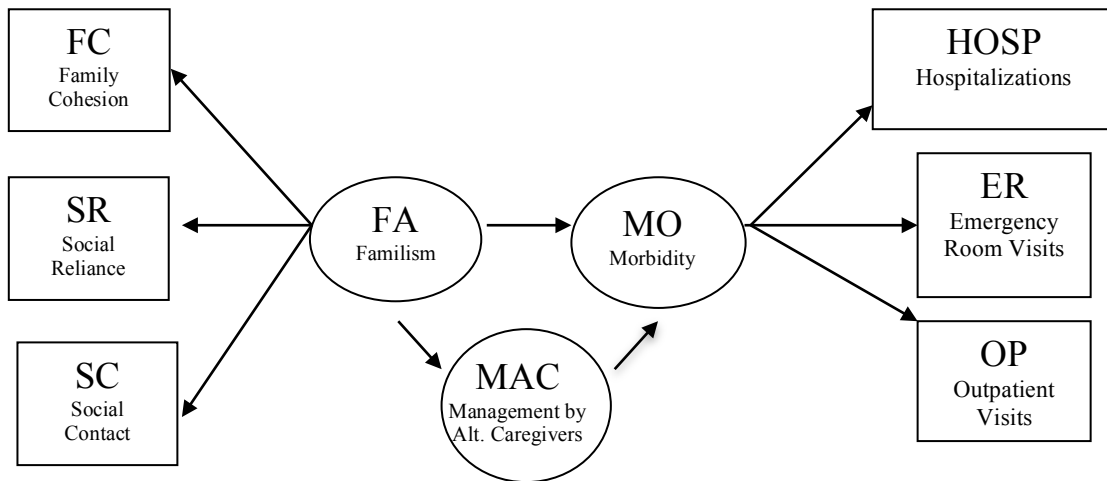 FC
Family
Cohesion
SR
Social
Reliance
SC
Social
Contact
FA
Familism
MO
Morbidity
MAC
Management by
Alt. Caregivers
HOSP
Hospitalizations
ER
Emergency
Room Visits
OP
Outpatient
Visits